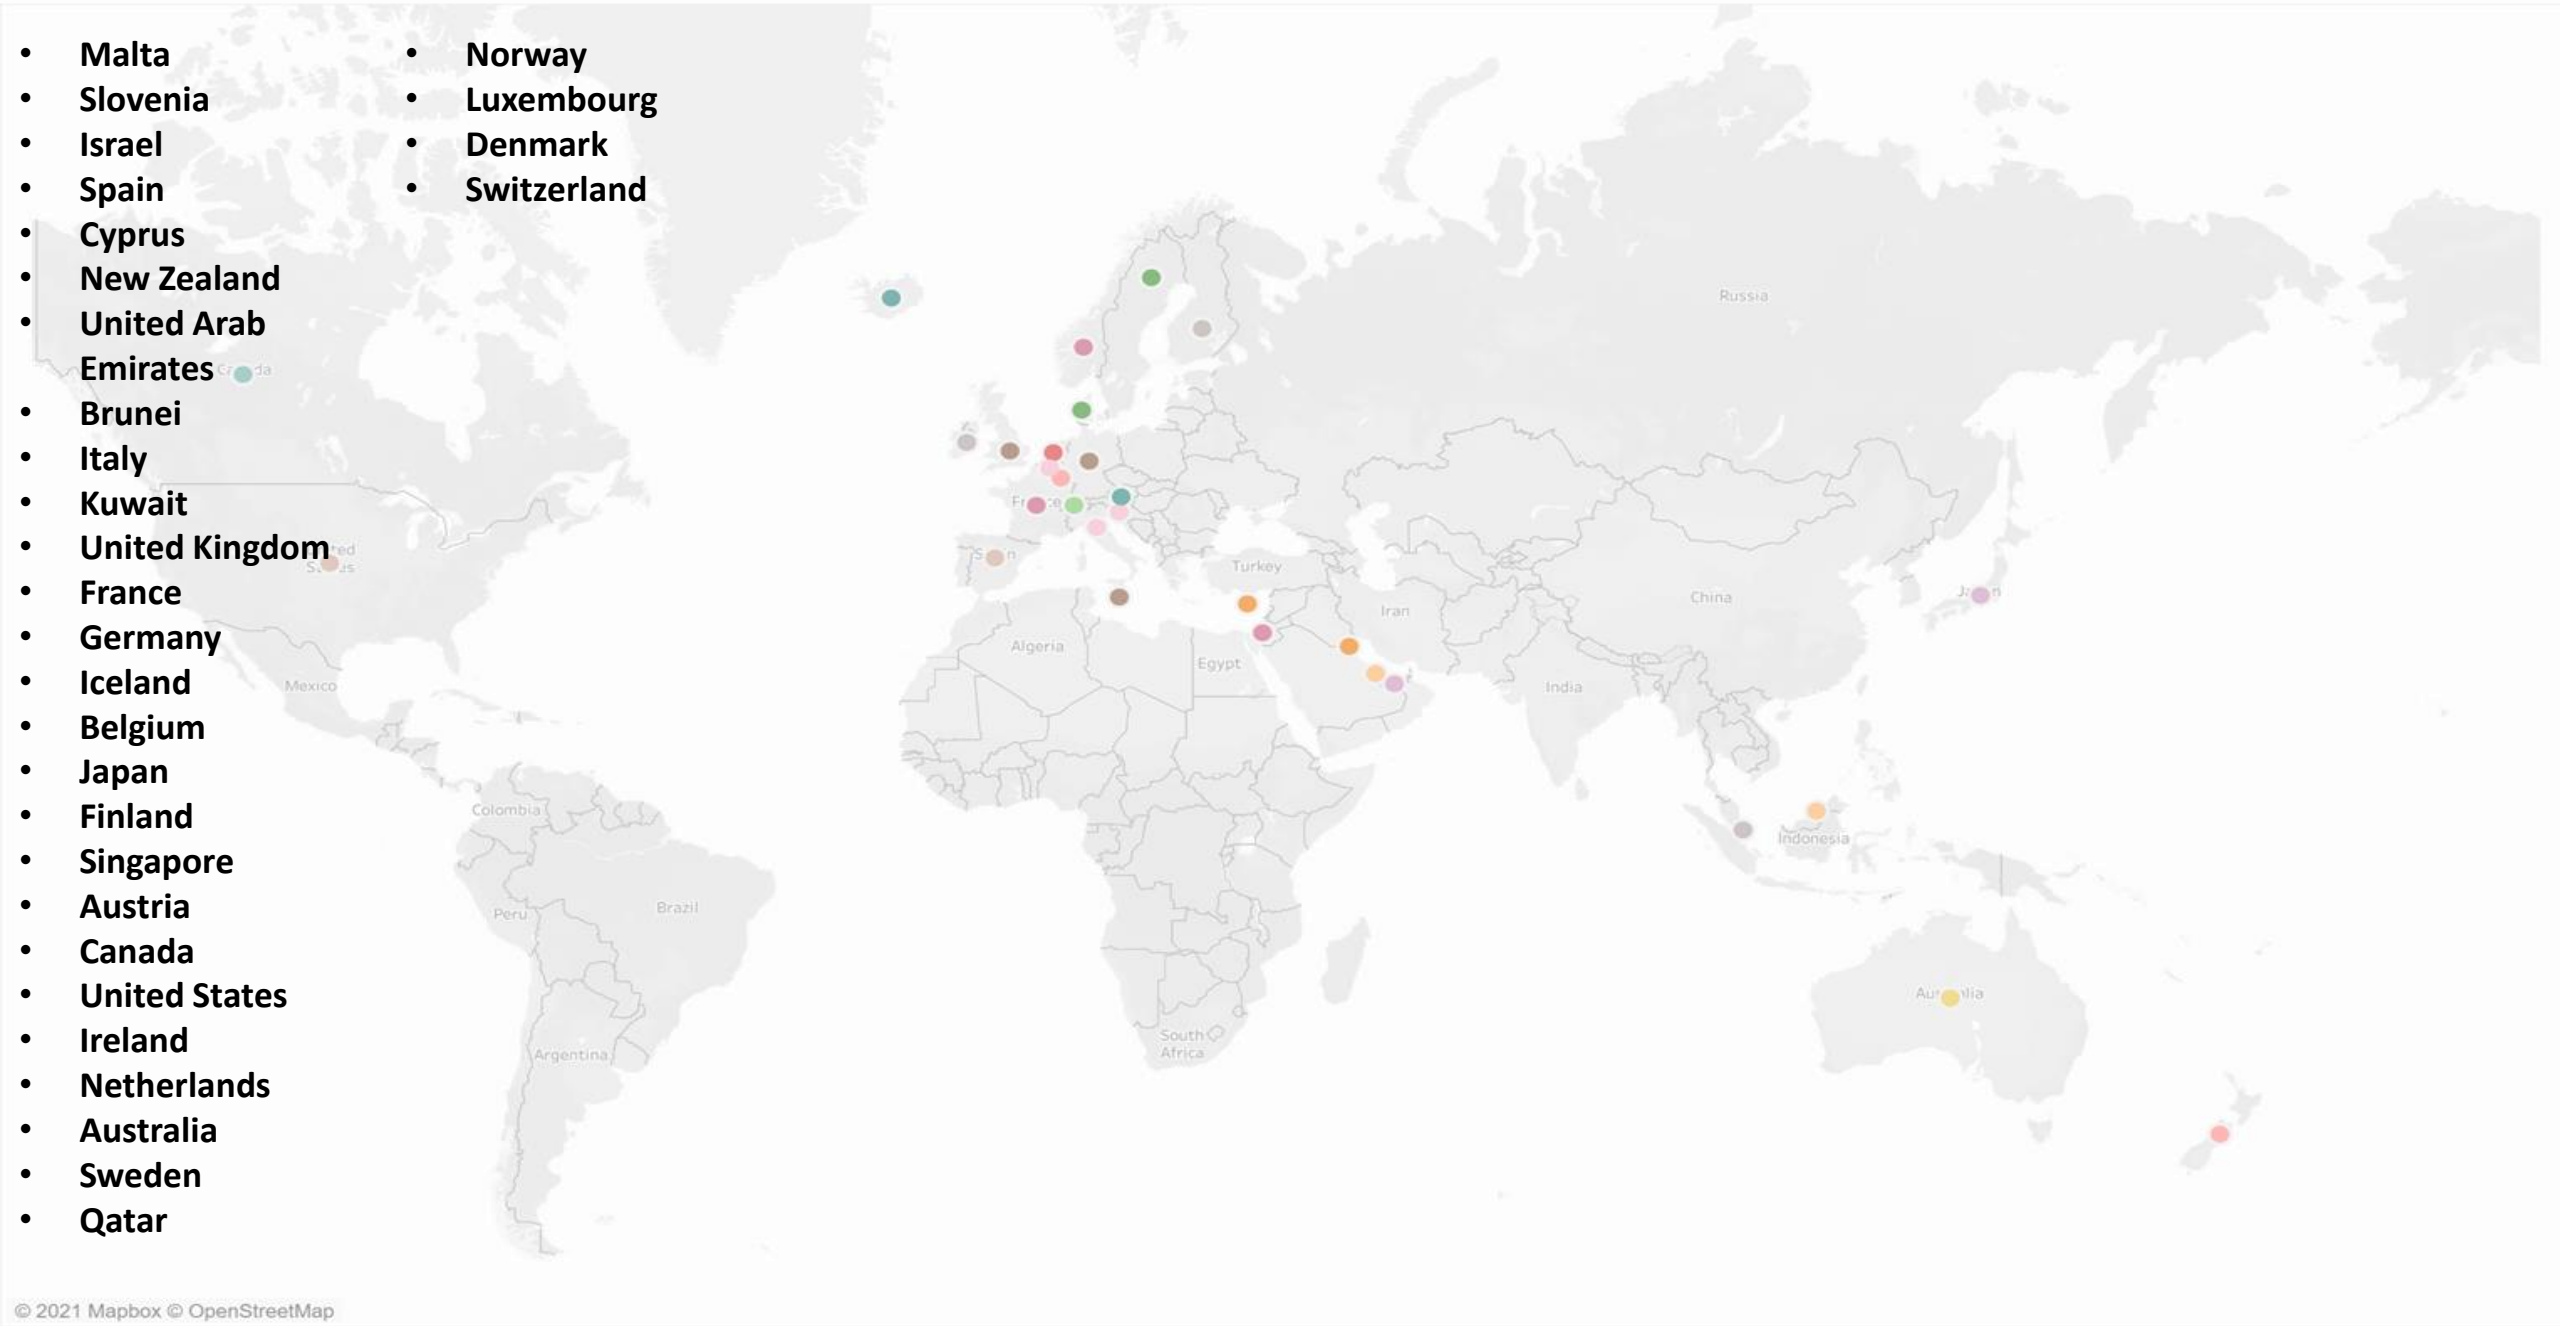 • Malta
• Slovenia
• Israel
• Spain
• Cyprus
• New Zealand
• United Arab
Emirates
• Brunei
• Italy
• Kuwait
• United Kingdom
• France
• Germany
• Iceland
• Belgium
• Japan
• Finland
• Singapore
• Austria
• Canada
• United States
• Ireland
• Netherlands
• Australia
• Sweden
• Qatar
• Norway
• Luxembourg
• Denmark
• Switzerland
Russia
Turkey
China
Iran
Algeria
Egypt
India
Mexico
Colombia
Indonesia
Peru
Brazil
South
Africa
Argentina
© 2021 Mapbox © OpenStreetMap